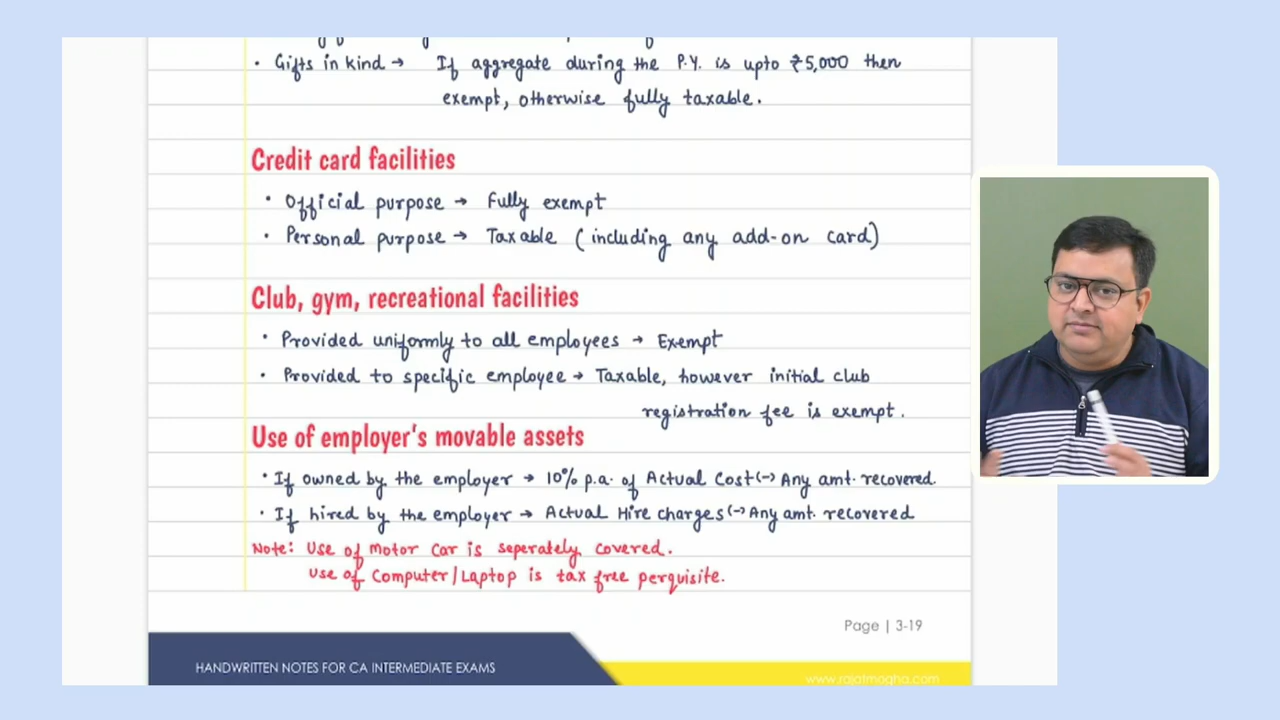 • Gifts in kind → If aggregate during the P.Y. is upto ₹5,000 then
exempt, otherwise fully taxable.
Credit card facilities
• Official purpose → Fully exempt
• Personal purpose → Taxable (including any add-on card)
Club, gym, recreational facilities
• Provided uniformly to all employees → Exempt
• Provided to specific employee → Taxable, however initial club
registration fee is exempt.
Use of employer's movable assets
• If owned by the employer → 10% p.a. of Actual Cost (-) Any amt. recovered.
• If hired by the employer → Actual Hire charges (-) Any amt. recovered
Note: Use of Motor Car is seperately covered.
Use of Computer/Laptop is tax free perquisite.
Page | 3-19
HANDWRITTEN NOTES FOR CA INTERMEDIATE EXAMS
www.rajatmogha.com